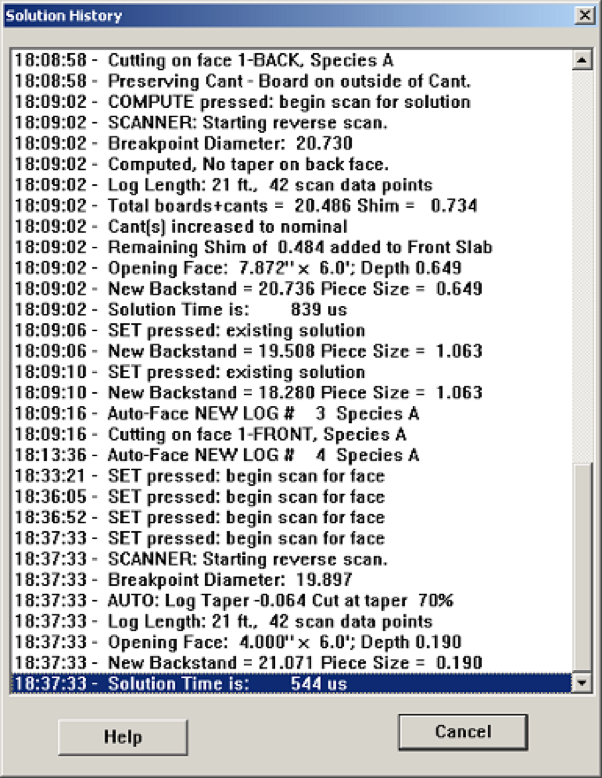 Solution History
18:08:58 - Cutting on face 1-BACK, Species A
18:08:58 - Preserving Cant - Board on outside of Cant.
18:09:02 - COMPUTE pressed: begin scan for solution
18:09:02 - SCANNER: Starting reverse scan.
18:09:02 - Breakpoint Diameter: 20.730
18:09:02 - Computed, No taper on back face.
18:09:02 - Log Length: 21 ft., 42 scan data points
18:09:02 - Total boards+cants = 20.486 Shim = 0.734
18:09:02 - Cant(s) increased to nominal
18:09:02 - Remaining Shim of 0.484 added to Front Slab
18:09:02 - Opening Face: 7.872" x 6.0'; Depth 0.649
18:09:02 - New Backstand = 20.736 Piece Size = 0.649
18:09:02 - Solution Time is: 839 us
18:09:06 - SET pressed: existing solution
18:09:06 - New Backstand = 19.508 Piece Size = 1.063
18:09:10 - SET pressed: existing solution
18:09:10 - New Backstand = 18.280 Piece Size = 1.063
18:09:16 - Auto-Face NEW LOG # 3 Species A
18:09:16 - Cutting on face 1-FRONT, Species A
18:13:36 - Auto-Face NEW LOG # 4 Species A
18:33:21 - SET pressed: begin scan for face
18:36:05 - SET pressed: begin scan for face
18:36:52 - SET pressed: begin scan for face
18:37:33 - SET pressed: begin scan for face
18:37:33 - SCANNER: Starting reverse scan.
18:37:33 - Breakpoint Diameter: 19.897
18:37:33 - AUTO: Log Taper -0.064 Cut at taper 70%
18:37:33 - Log Length: 21 ft., 42 scan data points
18:37:33 - Opening Face: 4.000" x 6.0'; Depth 0.190
18:37:33 - New Backstand = 21.071 Piece Size = 0.190
18:37:33 - Solution Time is: 544 us
Help
Cancel